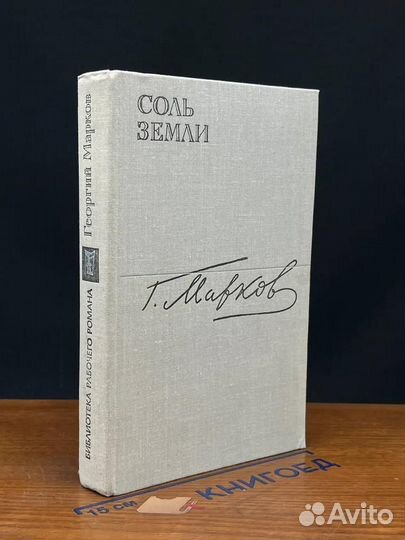 СОЛЬ
ЗЕМЛИ
Г. Марков
Георгий Марков
БИБЛИОТЕКА РАБОЧЕГО РОМАНА
15 см
КНИГОЕД
Avito